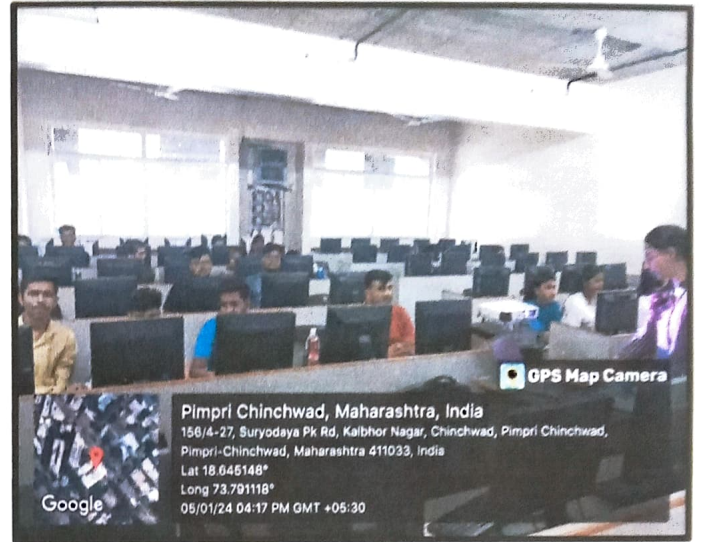 GPS Map Camera
Pimpri Chinchwad, Maharashtra, India
156/4-27, Suryodaya Pk Rd, Kalbhor Nagar, Chinchwad, Pimpri Chinchwad,
Pimpri-Chinchwad, Maharashtra 411033, India
Lat 18.645148°
Long 73.791118°
05/01/24 04:17 PM GMT +05:30
Google